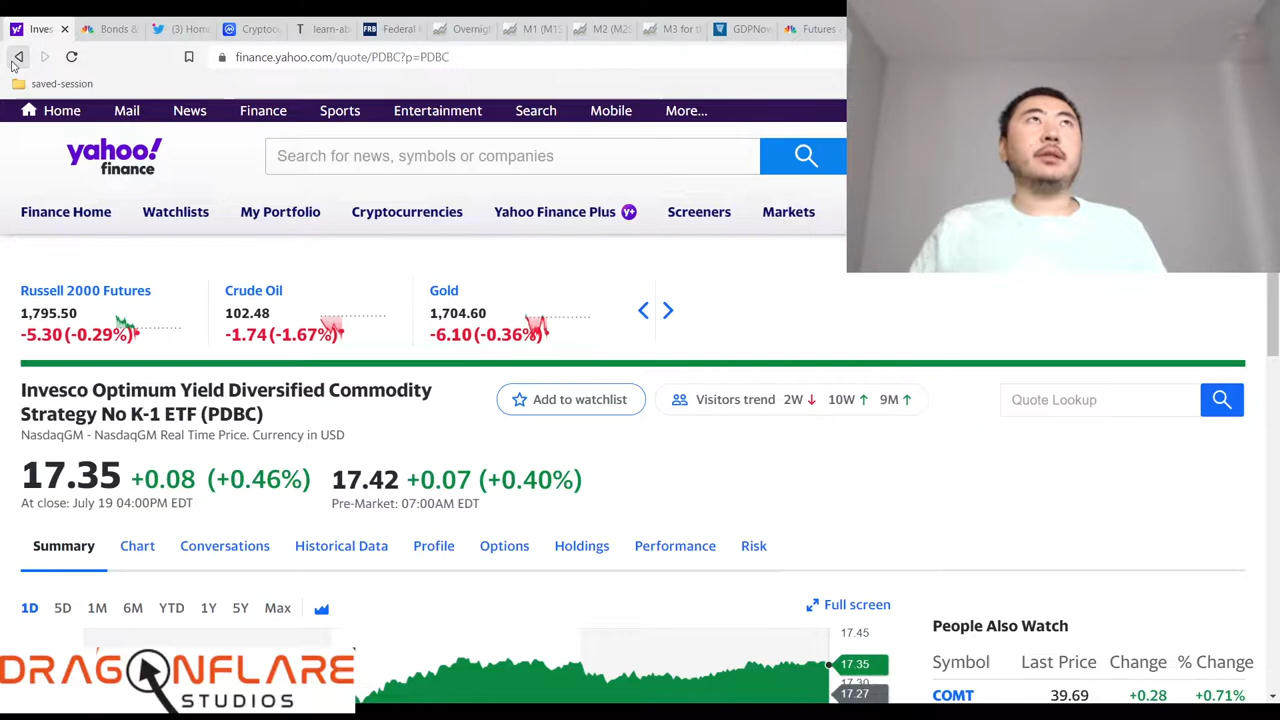 Inves
Bonds &
(3) Hom
Cryptoc
learn-ab
Federal
Overnigh
M1 (M1S
M2 (M2S
M3 for th
GDPNow
Futures
finance.yahoo.com/quote/PDBC?p=PDBC
saved-session
Home Mail News Finance Sports Entertainment Search Mobile More...
yahoo!
finance
Search for news, symbols or companies
Finance Home Watchlists My Portfolio Cryptocurrencies Yahoo Finance Plus Y+ Screeners Markets
Russell 2000 Futures
1,795.50
-5.30 (-0.29%)
Crude Oil
102.48
-1.74 (-1.67%)
Gold
1,704.60
-6.10 (-0.36%)
Invesco Optimum Yield Diversified Commodity
Strategy No K-1 ETF (PDBC)
NasdaqGM - NasdaqGM Real Time Price. Currency in USD
Add to watchlist
Visitors trend 2W ↓ 10W ↑ 9M ↑
Quote Lookup
17.35 +0.08 (+0.46%)
At close: July 19 04:00PM EDT
17.42 +0.07 (+0.40%)
Pre-Market: 07:00AM EDT
Summary Chart Conversations Historical Data Profile Options Holdings Performance Risk
1D 5D 1M 6M YTD 1Y 5Y Max
Full screen
17.45
17.35
17.30
17.27
People Also Watch
Symbol Last Price Change % Change
COMT 39.69 +0.28 +0.71%
DRAGONFLARE
STUDIOS